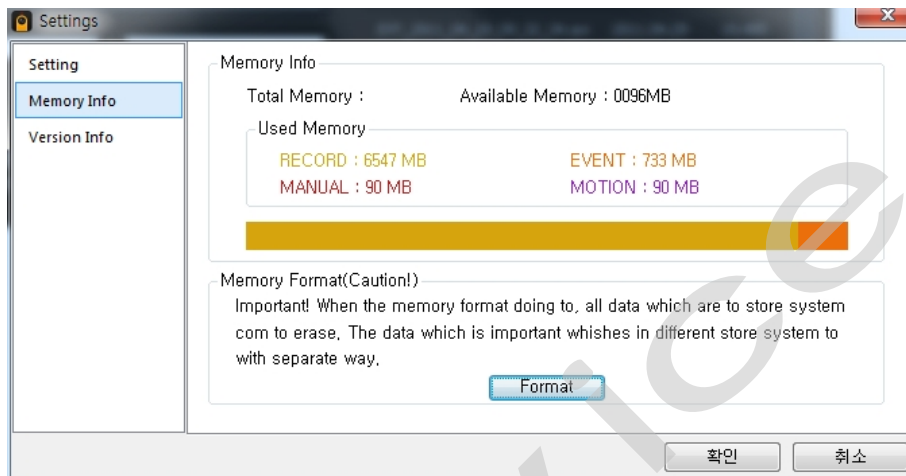 Settings
Setting
Memory Info
Version Info
Memory Info
Total Memory : Available Memory : 0096MB
Used Memory
RECORD : 6547 MB EVENT : 733 MB
MANUAL : 90 MB MOTION : 90 MB
Memory Format(Caution!)
Important! When the memory format doing to, all data which are to store system
com to erase, The data which is important whishes in different store system to
with separate way,
Format
확인 취소